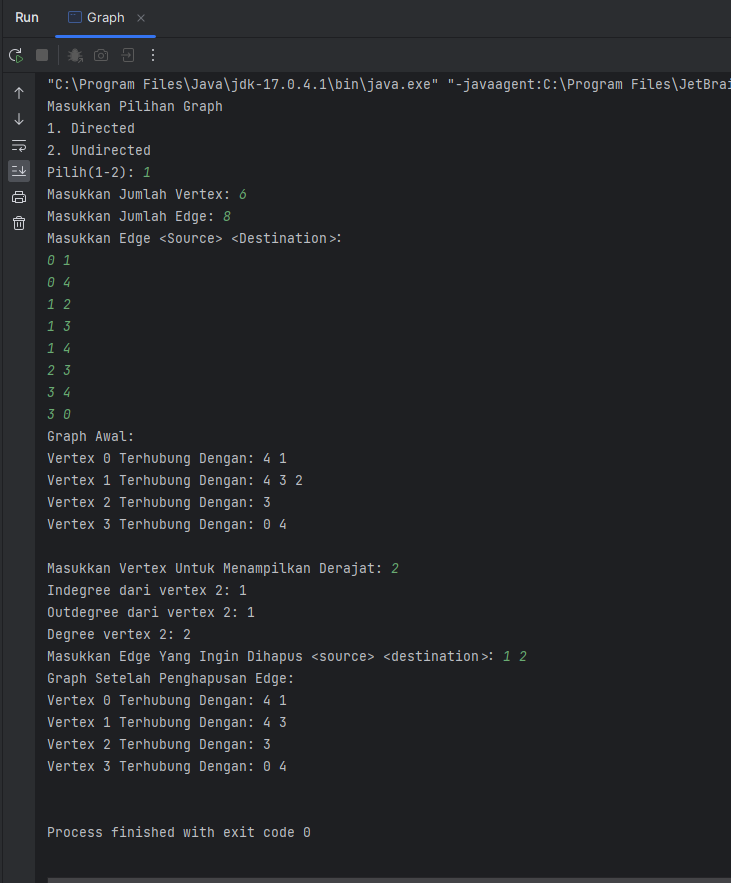 Run Graph
"C:\Program Files\Java\jdk-17.0.4.1\bin\java.exe" "-javaagent:C:\Program Files\JetBrai
Masukkan Pilihan Graph
1. Directed
2. Undirected
Pilih(1-2): 1
Masukkan Jumlah Vertex: 6
Masukkan Jumlah Edge: 8
Masukkan Edge <Source> <Destination>:
0 1
0 4
1 2
1 3
1 4
2 3
3 4
3 0
Graph Awal:
Vertex 0 Terhubung Dengan: 4 1
Vertex 1 Terhubung Dengan: 4 3 2
Vertex 2 Terhubung Dengan: 3
Vertex 3 Terhubung Dengan: 0 4
Masukkan Vertex Untuk Menampilkan Derajat: 2
Indegree dari vertex 2: 1
Outdegree dari vertex 2: 1
Degree vertex 2: 2
Masukkan Edge Yang Ingin Dihapus <source> <destination>: 1 2
Graph Setelah Penghapusan Edge:
Vertex 0 Terhubung Dengan: 4 1
Vertex 1 Terhubung Dengan: 4 3
Vertex 2 Terhubung Dengan: 3
Vertex 3 Terhubung Dengan: 0 4
Process finished with exit code 0